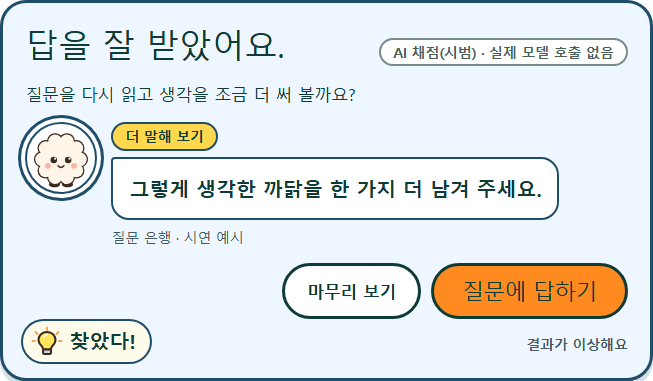 답을 잘 받았어요.
AI 채점(시범) · 실제 모델 호출 없음
질문을 다시 읽고 생각을 조금 더 써 볼까요?
더 말해 보기
그렇게 생각한 까닭을 한 가지 더 남겨 주세요.
질문 은행 · 시연 예시
마무리 보기
질문에 답하기
찾았다!
결과가 이상해요